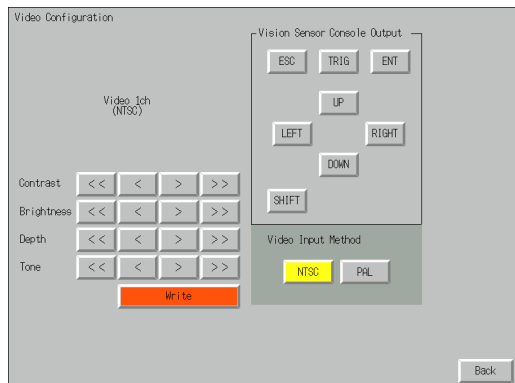 Video Configuration
Vision Sensor Console Output
ESC TRIG ENT
UP
Video 1ch
(NTSC)
LEFT RIGHT
DOWN
SHIFT
Contrast << < > >>
Brightness << < > >>
Depth << < > >>
Tone << < > >>
Write
Video Input Method
NTSC PAL
Back